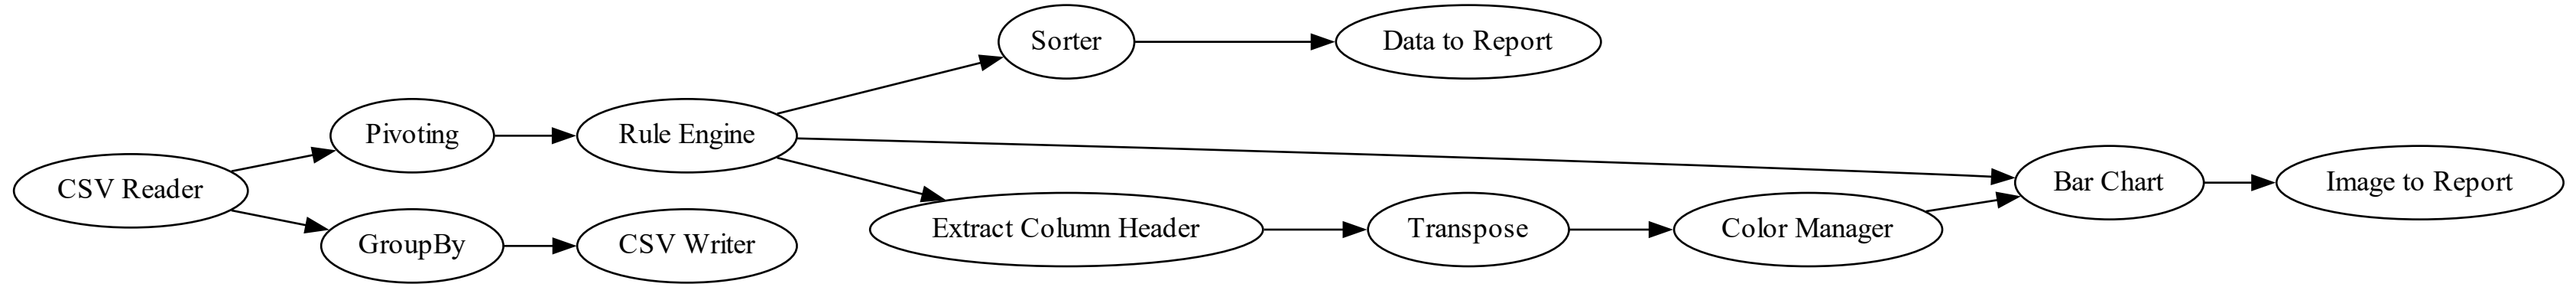 Sorter
Data to Report
Pivoting
Rule Engine
CSV Reader
Bar Chart
Image to Report
GroupBy
CSV Writer
Extract Column Header
Transpose
Color Manager